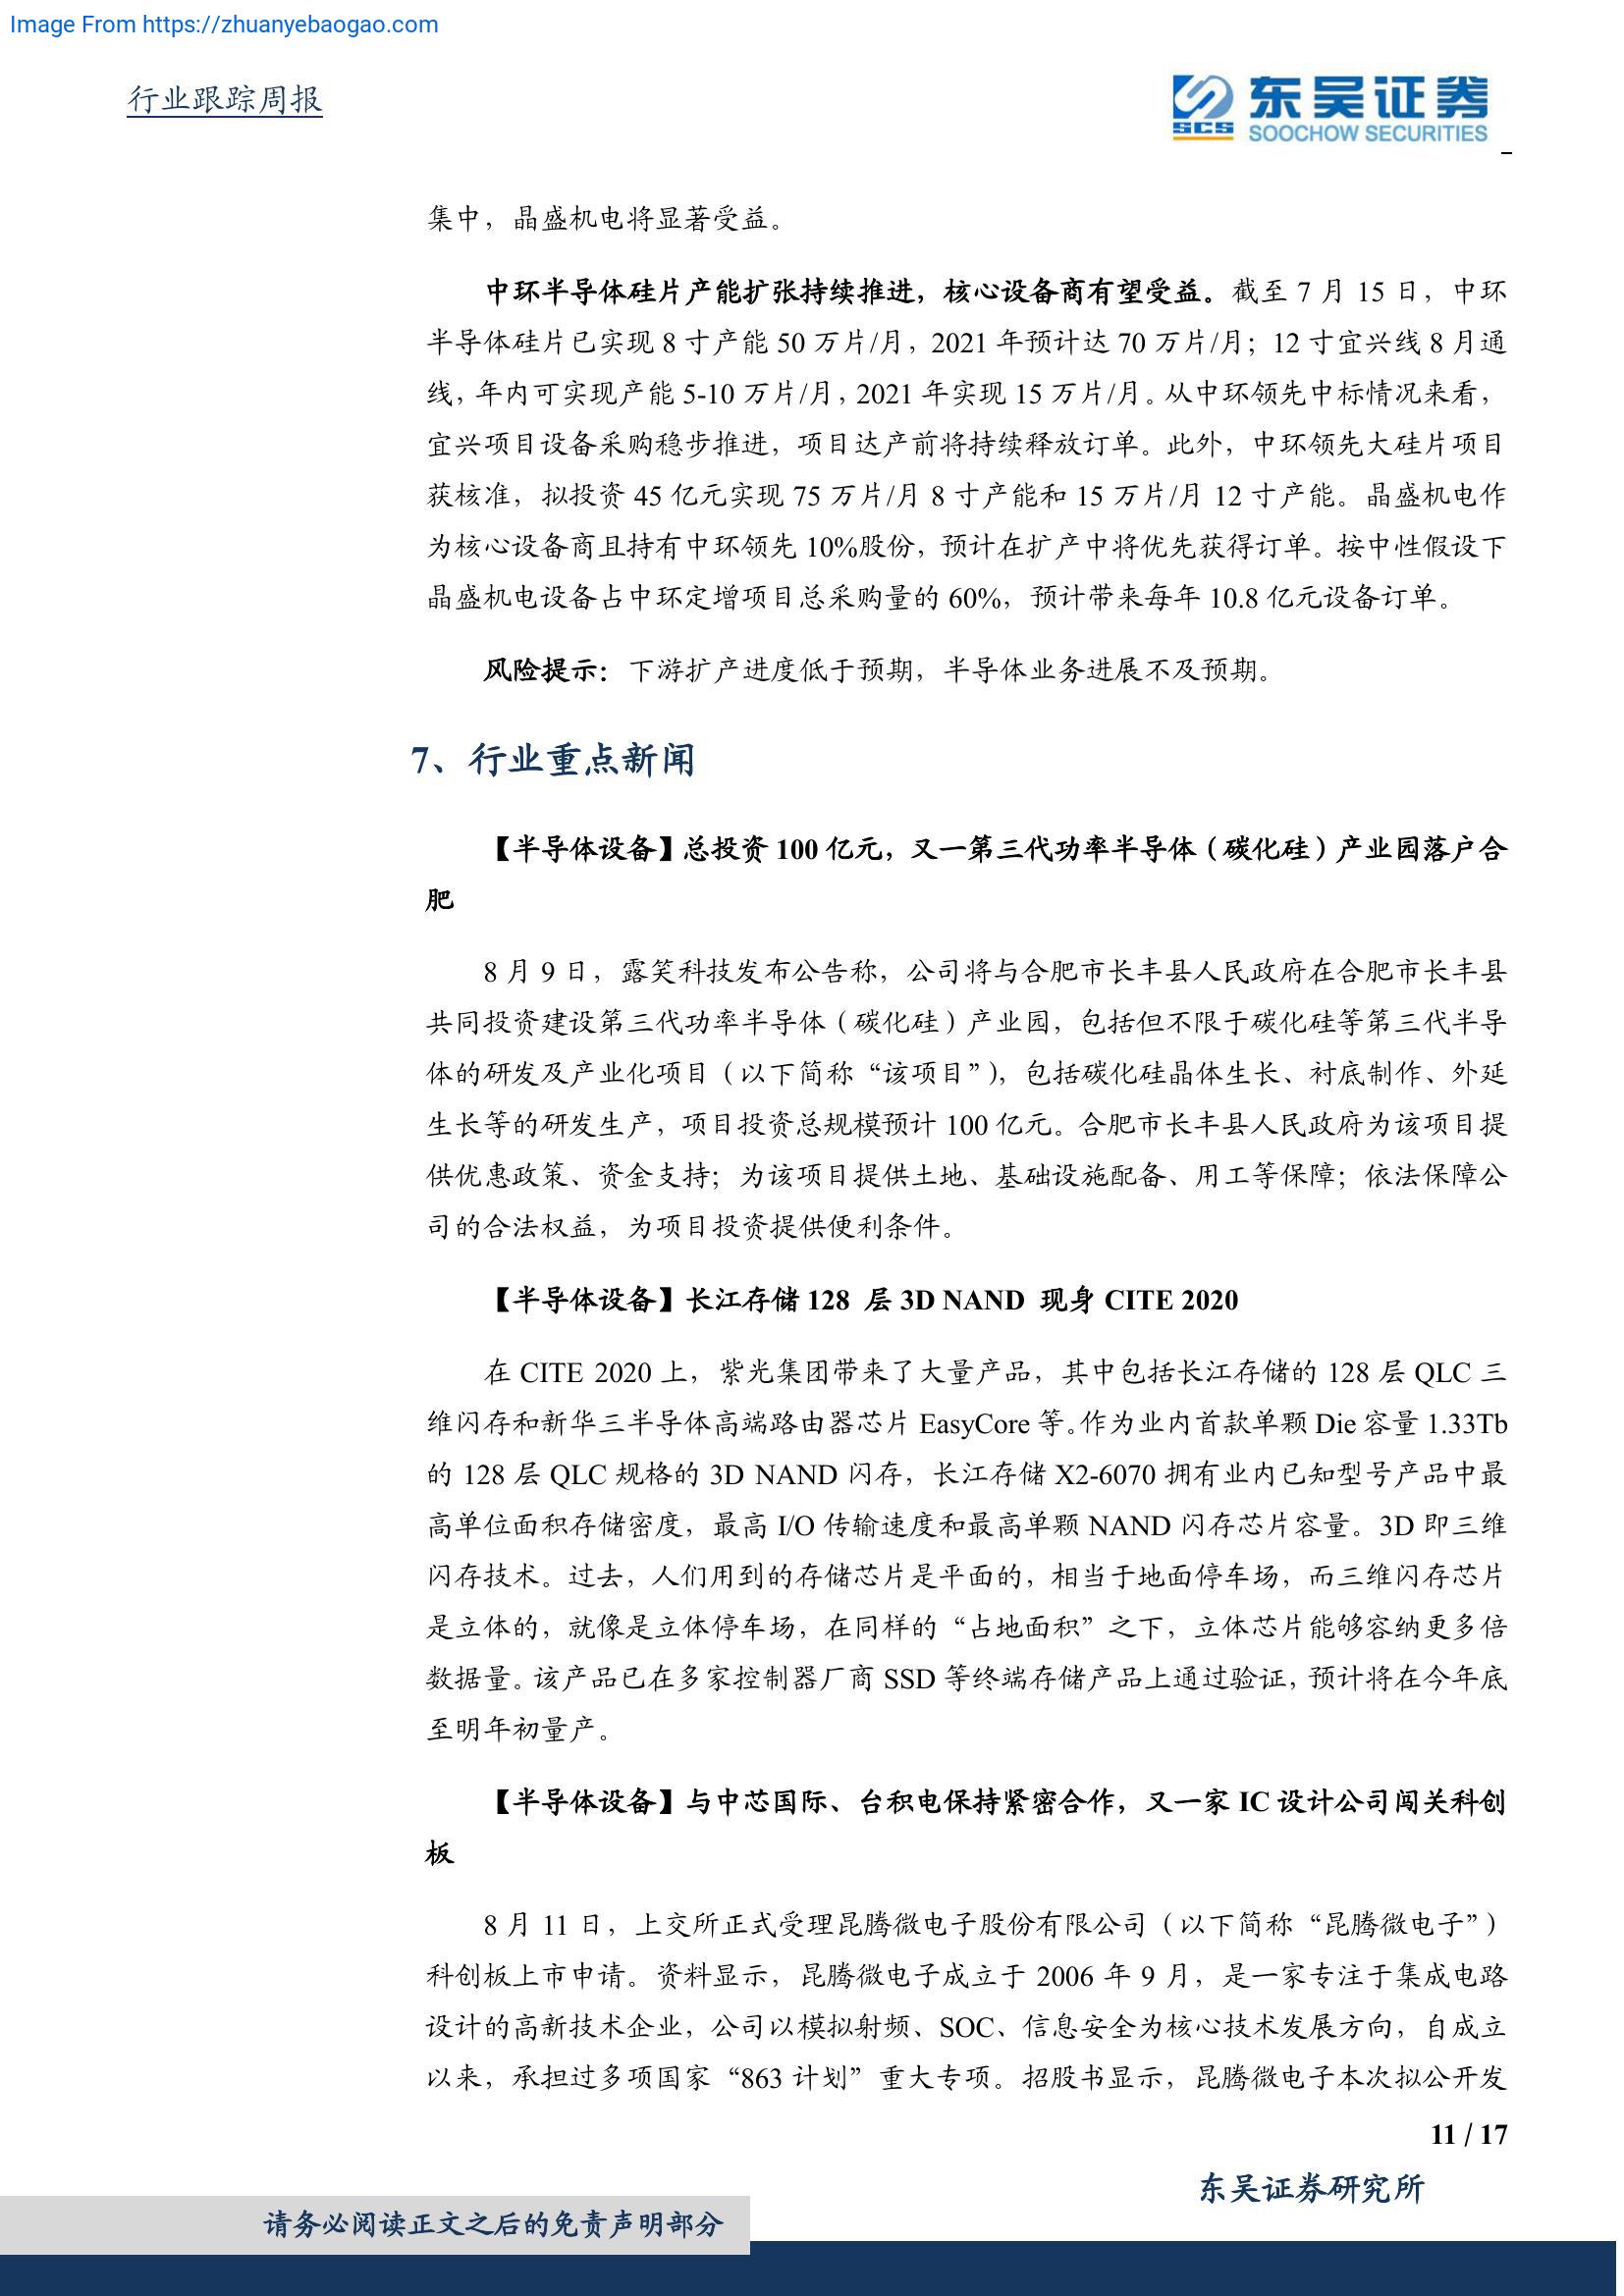 Image From https://zhuanyebaogao.com
行业跟踪周报
SCS 东吴证券
SOOCHOW SECURITIES
集中，晶盛机电将显著受益。
中环半导体硅片产能扩张持续推进，核心设备商有望受益。截至 7 月 15 日，中环
半导体硅片已实现 8 寸产能 50 万片/月，2021 年预计达 70 万片/月；12 寸宜兴线 8 月通
线，年内可实现产能 5-10 万片/月，2021 年实现 15 万片/月。从中环领先中标情况来看，
宜兴项目设备采购稳步推进，项目达产前将持续释放订单。此外，中环领先大硅片项目
获核准，拟投资 45 亿元实现 75 万片/月 8 寸产能和 15 万片/月 12 寸产能。晶盛机电作
为核心设备商且持有中环领先 10%股份，预计在扩产中将优先获得订单。按中性假设下
晶盛机电设备占中环定增项目总采购量的 60%，预计带来每年 10.8 亿元设备订单。
风险提示：下游扩产进度低于预期，半导体业务进展不及预期。
7、行业重点新闻
【半导体设备】总投资 100 亿元，又一第三代功率半导体（碳化硅）产业园落户合
肥
8 月 9 日，露笑科技发布公告称，公司将与合肥市长丰县人民政府在合肥市长丰县
共同投资建设第三代功率半导体（碳化硅）产业园，包括但不限于碳化硅等第三代半导
体的研发及产业化项目（以下简称“该项目”），包括碳化硅晶体生长、衬底制作、外延
生长等的研发生产，项目投资总规模预计 100 亿元。合肥市长丰县人民政府为该项目提
供优惠政策、资金支持；为该项目提供土地、基础设施配备、用工等保障；依法保障公
司的合法权益，为项目投资提供便利条件。
【半导体设备】长江存储 128 层 3D NAND 现身 CITE 2020
在 CITE 2020 上，紫光集团带来了大量产品，其中包括长江存储的 128 层 QLC 三
维闪存和新华三半导体高端路由器芯片 EasyCore 等。作为业内首款单颗 Die 容量 1.33Tb
的 128 层 QLC 规格的 3D NAND 闪存，长江存储 X2-6070 拥有业内已知型号产品中最
高单位面积存储密度，最高 I/O 传输速度和最高单颗 NAND 闪存芯片容量。3D 即三维
闪存技术。过去，人们用到的存储芯片是平面的，相当于地面停车场，而三维闪存芯片
是立体的，就像是立体停车场，在同样的“占地面积”之下，立体芯片能够容纳更多倍
数据量。该产品已在多家控制器厂商 SSD 等终端存储产品上通过验证，预计将在今年底
至明年初量产。
【半导体设备】与中芯国际、台积电保持紧密合作，又一家 IC 设计公司闯关科创
板
8 月 11 日，上交所正式受理昆腾微电子股份有限公司（以下简称“昆腾微电子”）
科创板上市申请。资料显示，昆腾微电子成立于 2006 年 9 月，是一家专注于集成电路
设计的高新技术企业，公司以模拟射频、SOC、信息安全为核心技术发展方向，自成立
以来，承担过多项国家“863 计划”重大专项。招股书显示，昆腾微电子本次拟公开发
11 / 17
东吴证券研究所
请务必阅读正文之后的免责声明部分